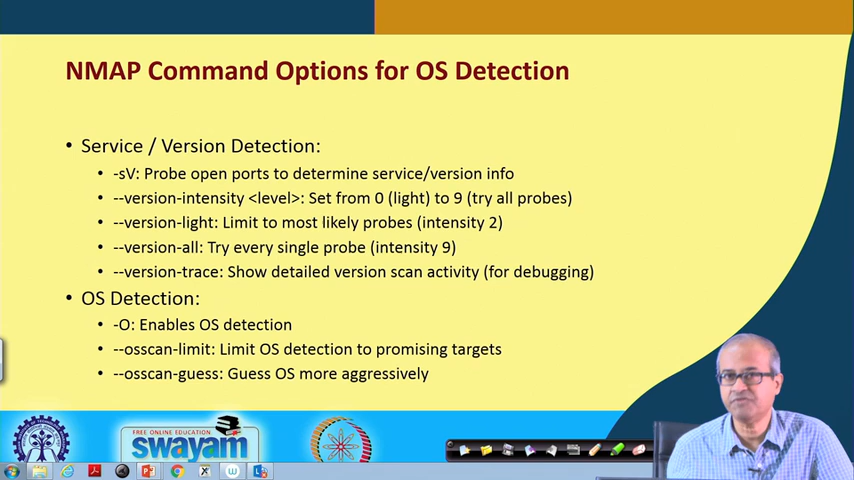 NMAP Command Options for OS Detection
• Service / Version Detection:
• -sV: Probe open ports to determine service/version info
• --version-intensity <level>: Set from 0 (light) to 9 (try all probes)
• --version-light: Limit to most likely probes (intensity 2)
• --version-all: Try every single probe (intensity 9)
• --version-trace: Show detailed version scan activity (for debugging)
• OS Detection:
• -O: Enables OS detection
• --osscan-limit: Limit OS detection to promising targets
• --osscan-guess: Guess OS more aggressively
FREE ONLINE EDUCATION
swayam